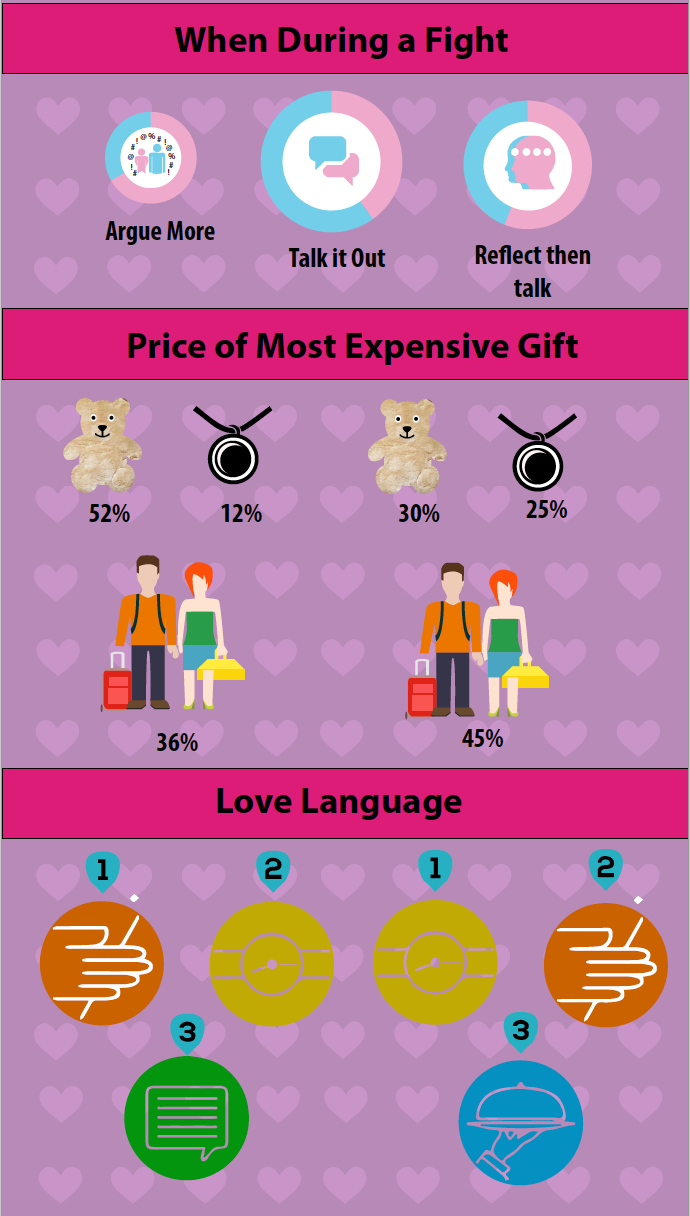 When During a Fight
Argue More
Talk it Out
Reflect then
talk
Price of Most Expensive Gift
52%
12%
30%
25%
36%
45%
Love Language
1
2
1
2
3
3